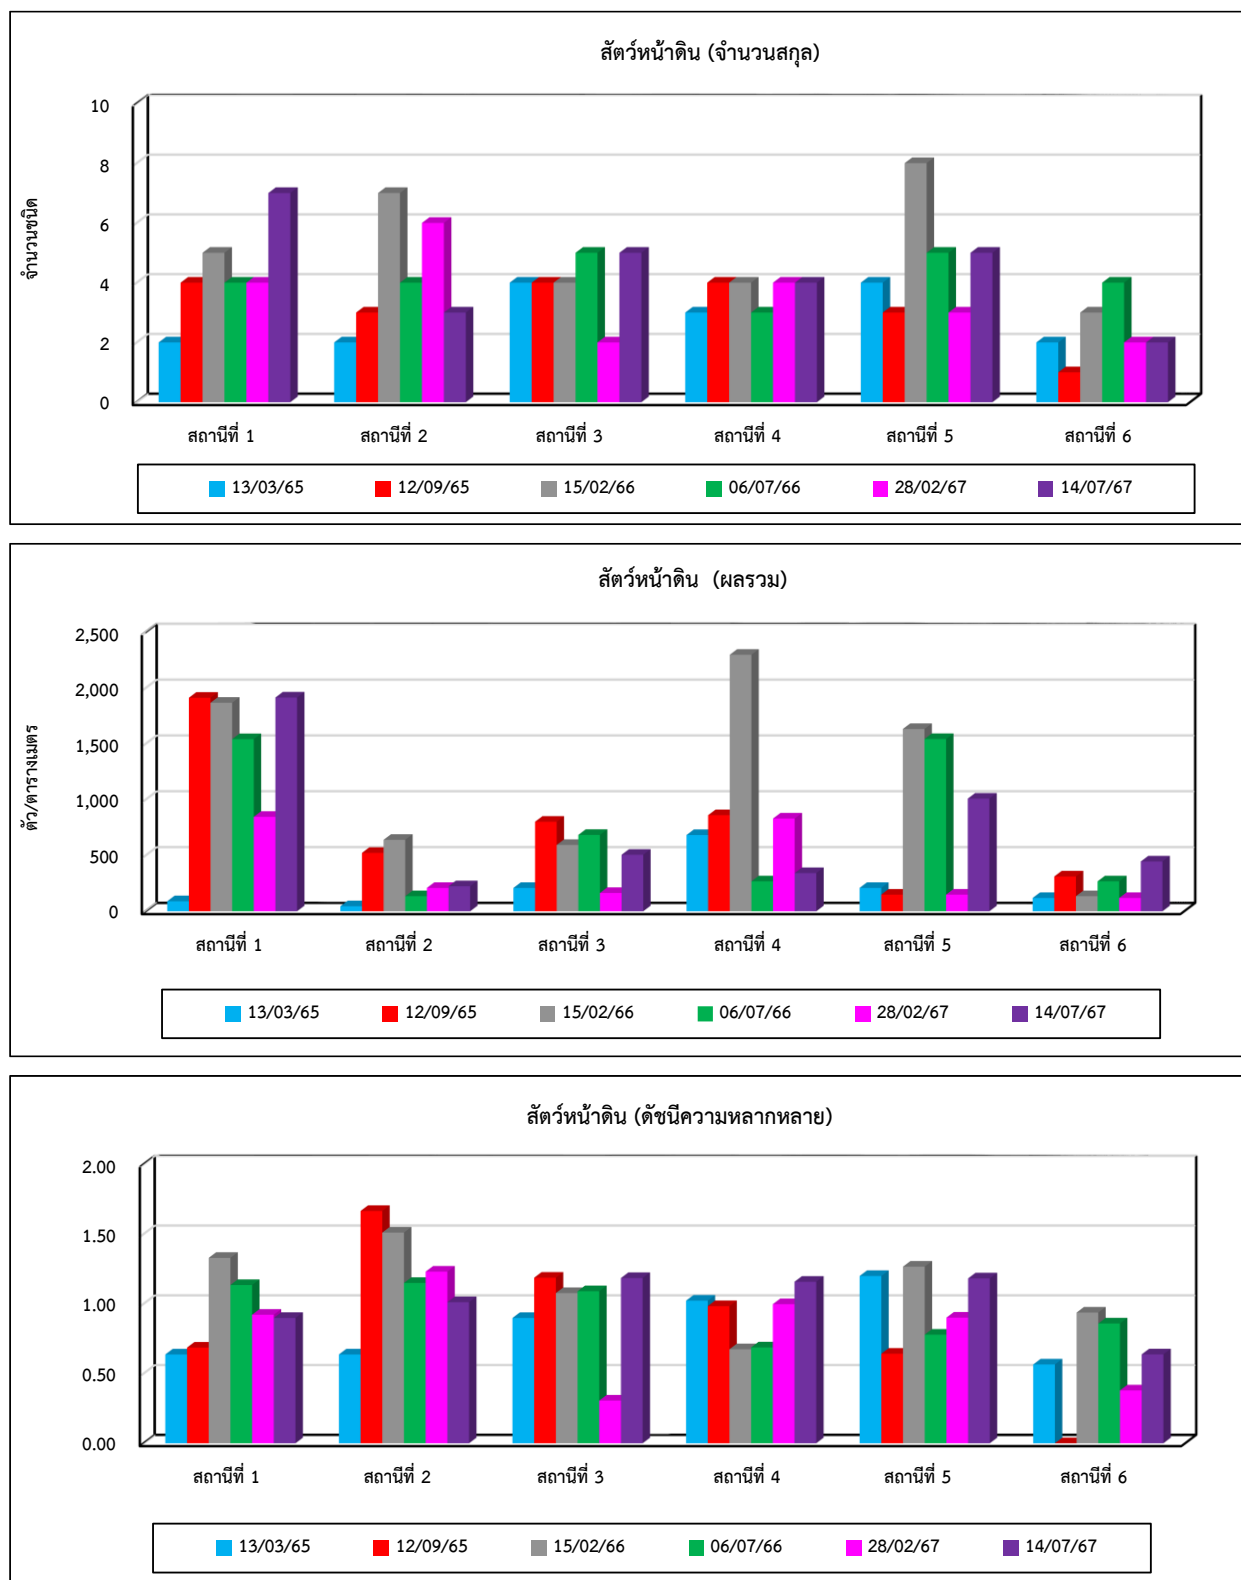 สัตว์หน้าดิน (จำนวนสกุล)
จำนวนชนิด
10
8
6
4
2
0
สถานีที่ 1 สถานีที่ 2 สถานีที่ 3 สถานีที่ 4 สถานีที่ 5 สถานีที่ 6
13/03/65 12/09/65 15/02/66 06/07/66 28/02/67 14/07/67
สัตว์หน้าดิน (ผลรวม)
ตัว/ตารางเมตร
2,500
2,000
1,500
1,000
500
0
สถานีที่ 1 สถานีที่ 2 สถานีที่ 3 สถานีที่ 4 สถานีที่ 5 สถานีที่ 6
13/03/65 12/09/65 15/02/66 06/07/66 28/02/67 14/07/67
สัตว์หน้าดิน (ดัชนีความหลากหลาย)
2.00
1.50
1.00
0.50
0.00
สถานีที่ 1 สถานีที่ 2 สถานีที่ 3 สถานีที่ 4 สถานีที่ 5 สถานีที่ 6
13/03/65 12/09/65 15/02/66 06/07/66 28/02/67 14/07/67